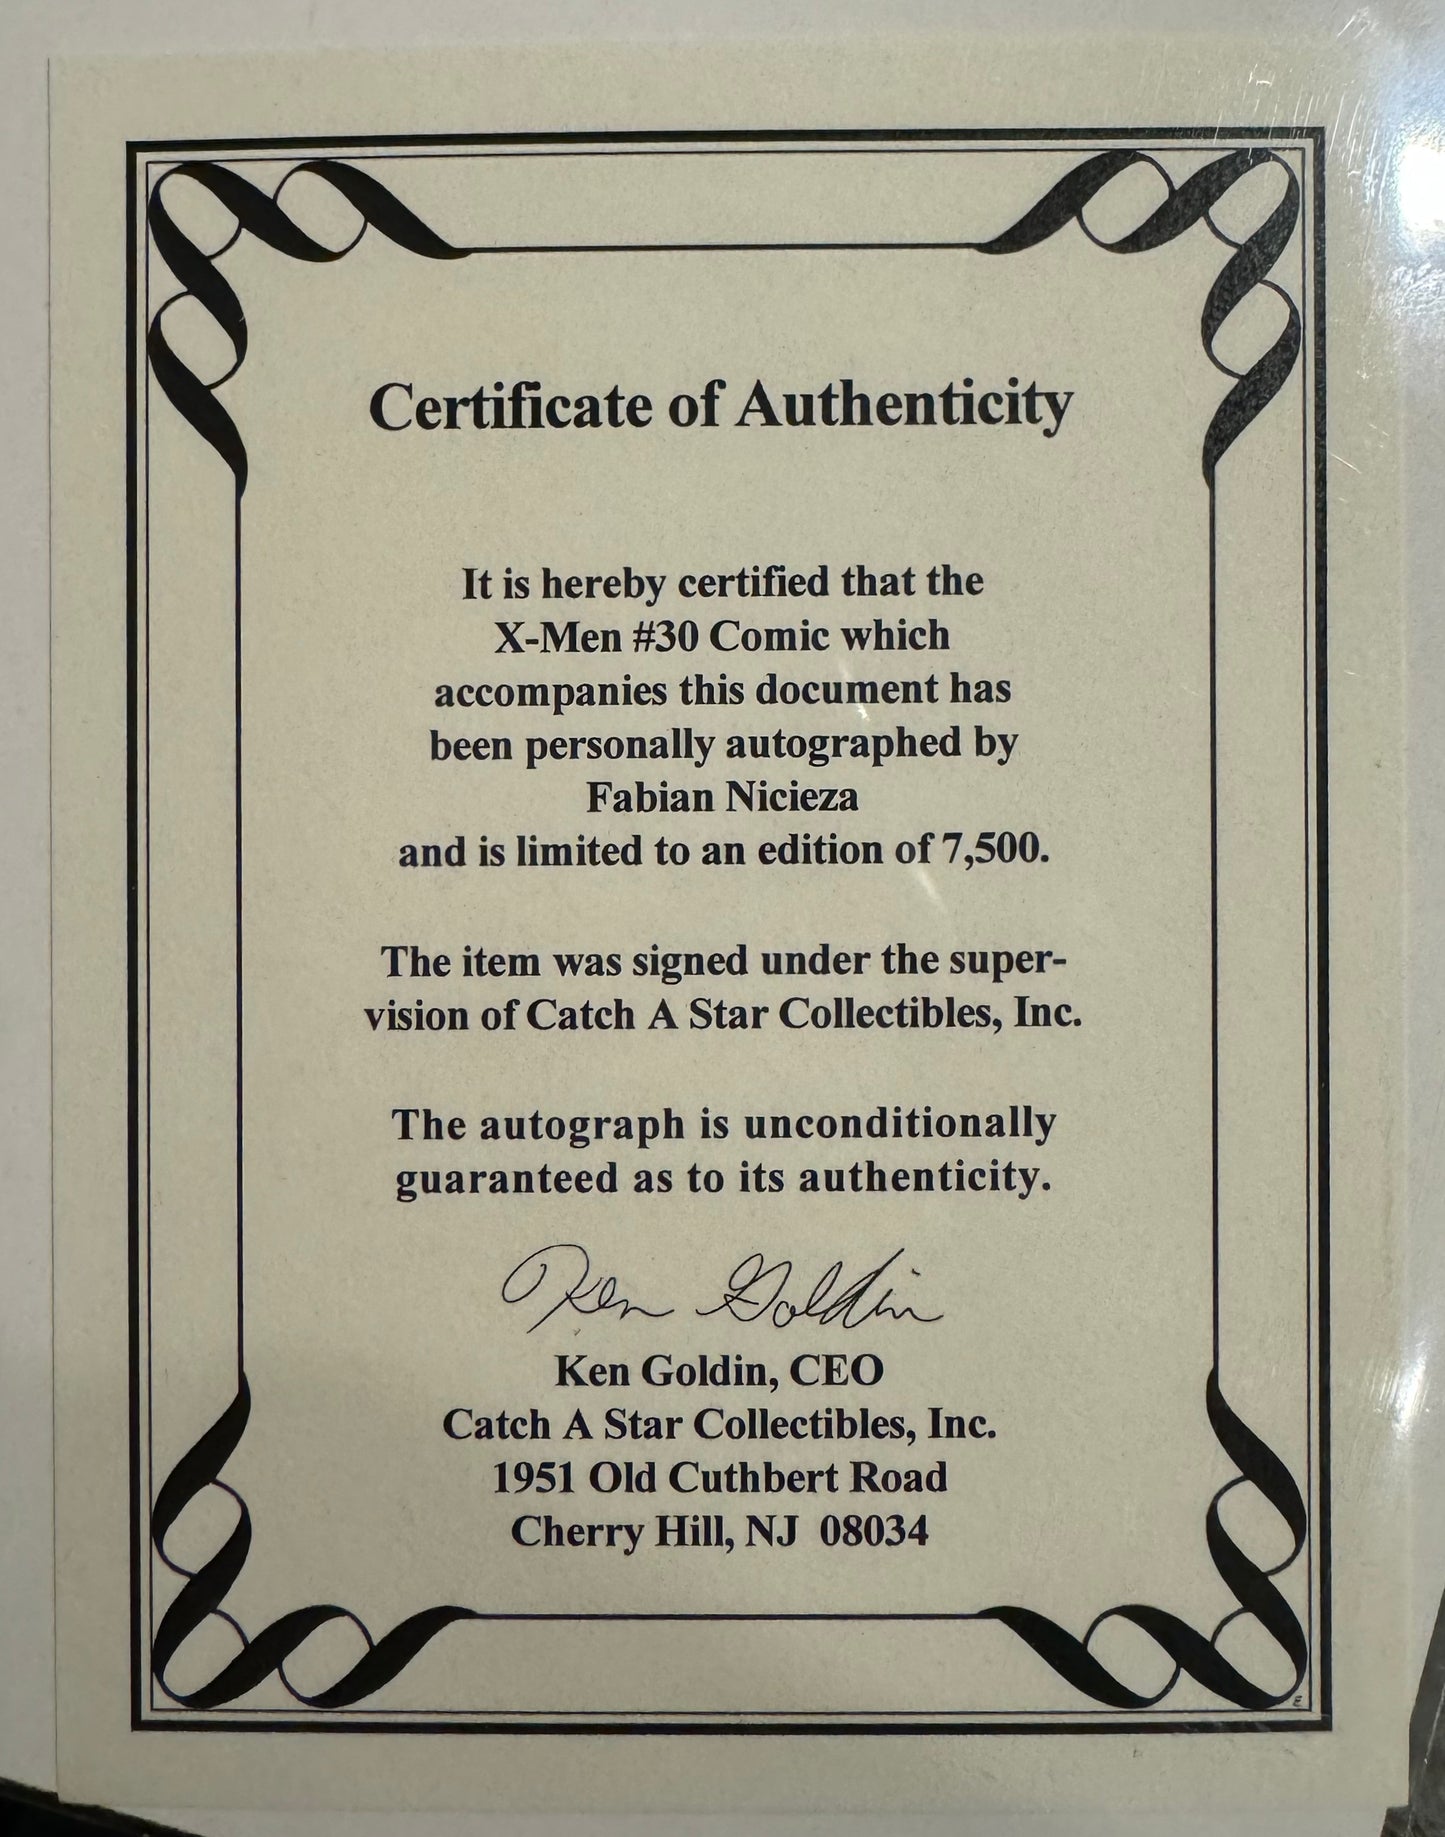 Certificate of Authenticity
It is hereby certified that the
X-Men #30 Comic which
accompanies this document has
been personally autographed by
Fabian Nicieza
and is limited to an edition of 7,500.
The item was signed under the super-
vision of Catch A Star Collectibles, Inc.
The autograph is unconditionally
guaranteed as to its authenticity.
Ken Goldin
Ken Goldin, CEO
Catch A Star Collectibles, Inc.
1951 Old Cuthbert Road
Cherry Hill, NJ  08034
E